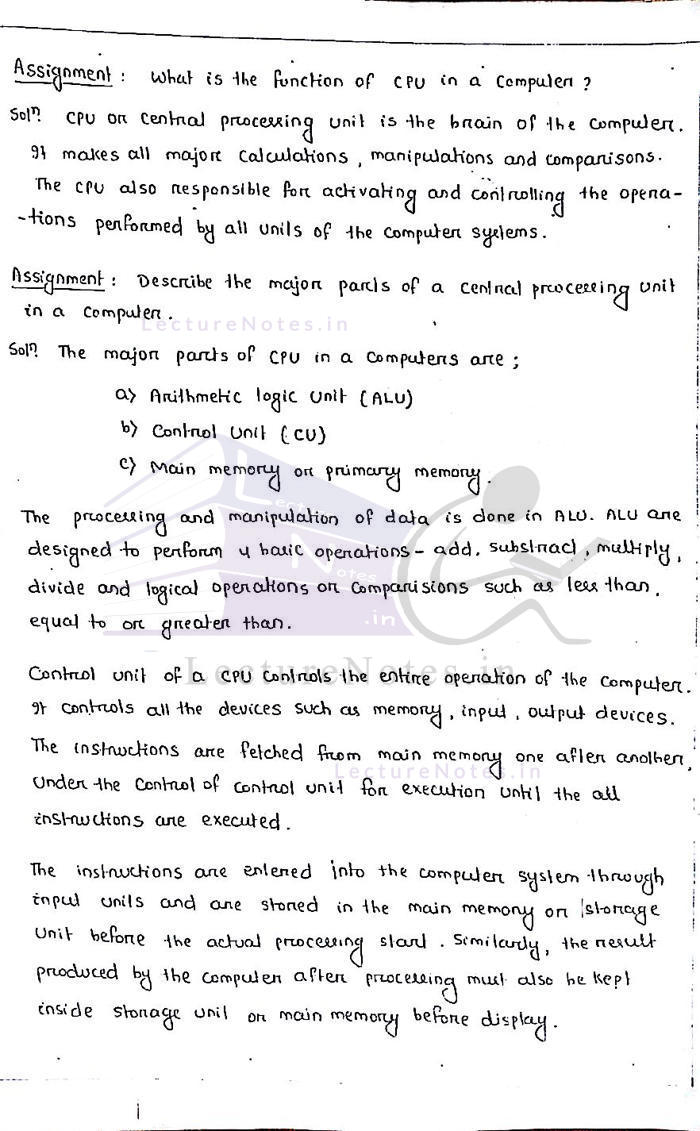 Assignment : What is the function of CPU in a Computer ?
Solⁿ. CPU or Central processing unit is the brain of the computer.
It makes all major calculations, manipulations and comparisons.
The CPU also responsible for activating and controlling the opera-
-tions performed by all units of the computer systems.
Assignment : Describe the major parts of a central processing unit
in a computer.
LectureNotes.in
Solⁿ. The major parts of CPU in a Computers are ;
a) Arithmetic logic Unit (ALU)
b) Control Unit (CU)
c) Main memory or primary memory.
The processing and manipulation of data is done in ALU. ALU are
designed to perform 4 basic operations - add, substract, multiply,
divide and logical operations or comparisions such as less than,
equal to or greater than.
Lecture
Notes
.in
LectureNotes.in
Control unit of a CPU controls the entire operation of the computer.
It controls all the devices such as memory, input, output devices.
The instructions are fetched from main memory one after another,
LectureNotes.in
Under the control of control unit for execution until the all
instructions are executed.
The instructions are entered into the computer system through
input units and are stored in the main memory or storage
Unit before the actual processing start. Similarly, the result
produced by the computer after processing must also be kept
inside storage unit or main memory before display.